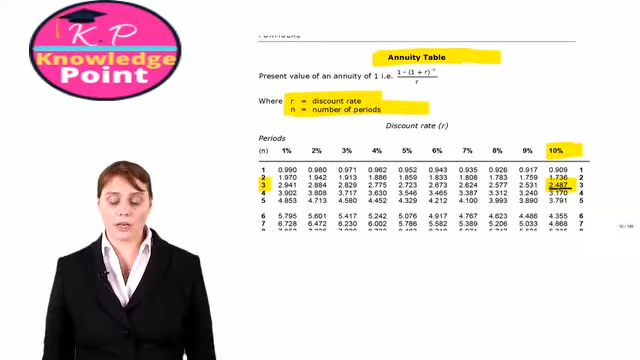 K.P
Knowledge
Point
Annuity Table
Present value of an annuity of 1 i.e. 1 - (1 + r)⁻ⁿ / r
Where r = discount rate
n = number of periods
Discount rate (r)
Periods
(n) 1% 2% 3% 4% 5% 6% 7% 8% 9% 10%
1 0.990 0.980 0.971 0.962 0.952 0.943 0.935 0.926 0.917 0.909 1
2 1.970 1.942 1.913 1.886 1.859 1.833 1.808 1.783 1.759 1.736 2
3 2.941 2.884 2.829 2.775 2.723 2.673 2.624 2.577 2.531 2.487 3
4 3.902 3.808 3.717 3.630 3.546 3.465 3.387 3.312 3.240 3.170 4
5 4.853 4.713 4.580 4.452 4.329 4.212 4.100 3.993 3.890 3.791 5
6 5.795 5.601 5.417 5.242 5.076 4.917 4.767 4.623 4.486 4.355 6
7 6.728 6.472 6.230 6.002 5.786 5.582 5.389 5.206 5.033 4.868 7